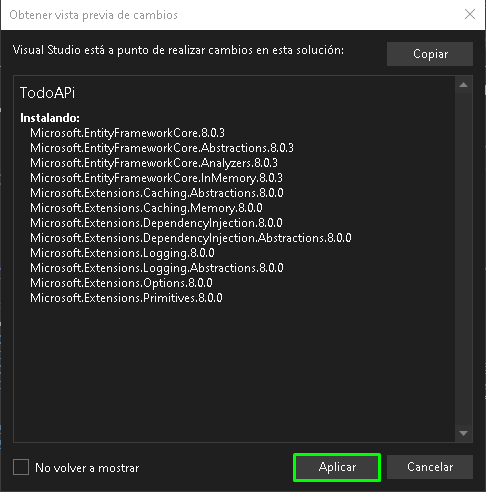 Obtener vista previa de cambios
Visual Studio está a punto de realizar cambios en esta solución:
Copiar
TodoAPi
Instalando:
Microsoft.EntityFrameworkCore.8.0.3
Microsoft.EntityFrameworkCore.Abstractions.8.0.3
Microsoft.EntityFrameworkCore.Analyzers.8.0.3
Microsoft.EntityFrameworkCore.InMemory.8.0.3
Microsoft.Extensions.Caching.Abstractions.8.0.0
Microsoft.Extensions.Caching.Memory.8.0.0
Microsoft.Extensions.DependencyInjection.8.0.0
Microsoft.Extensions.DependencyInjection.Abstractions.8.0.0
Microsoft.Extensions.Logging.8.0.0
Microsoft.Extensions.Logging.Abstractions.8.0.0
Microsoft.Extensions.Options.8.0.0
Microsoft.Extensions.Primitives.8.0.0
No volver a mostrar
Aplicar
Cancelar